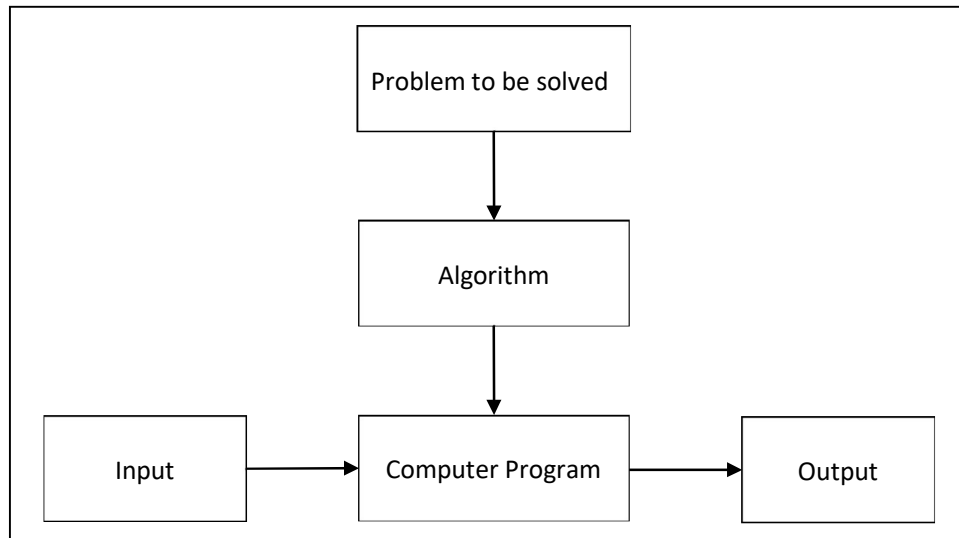 Problem to be solved
Algorithm
Input
Computer Program
Output